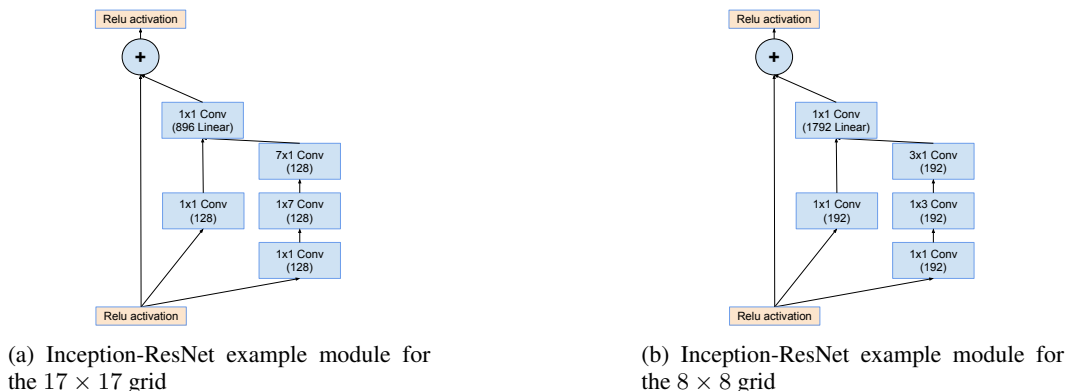 Relu activation
+
1x1 Conv
(896 Linear)
7x1 Conv
(128)
1x1 Conv
(128)
1x7 Conv
(128)
1x1 Conv
(128)
Relu activation
(a) Inception-ResNet example module for
the 17 × 17 grid
Relu activation
+
1x1 Conv
(1792 Linear)
3x1 Conv
(192)
1x1 Conv
(192)
1x3 Conv
(192)
1x1 Conv
(192)
Relu activation
(b) Inception-ResNet example module for
the 8 × 8 grid